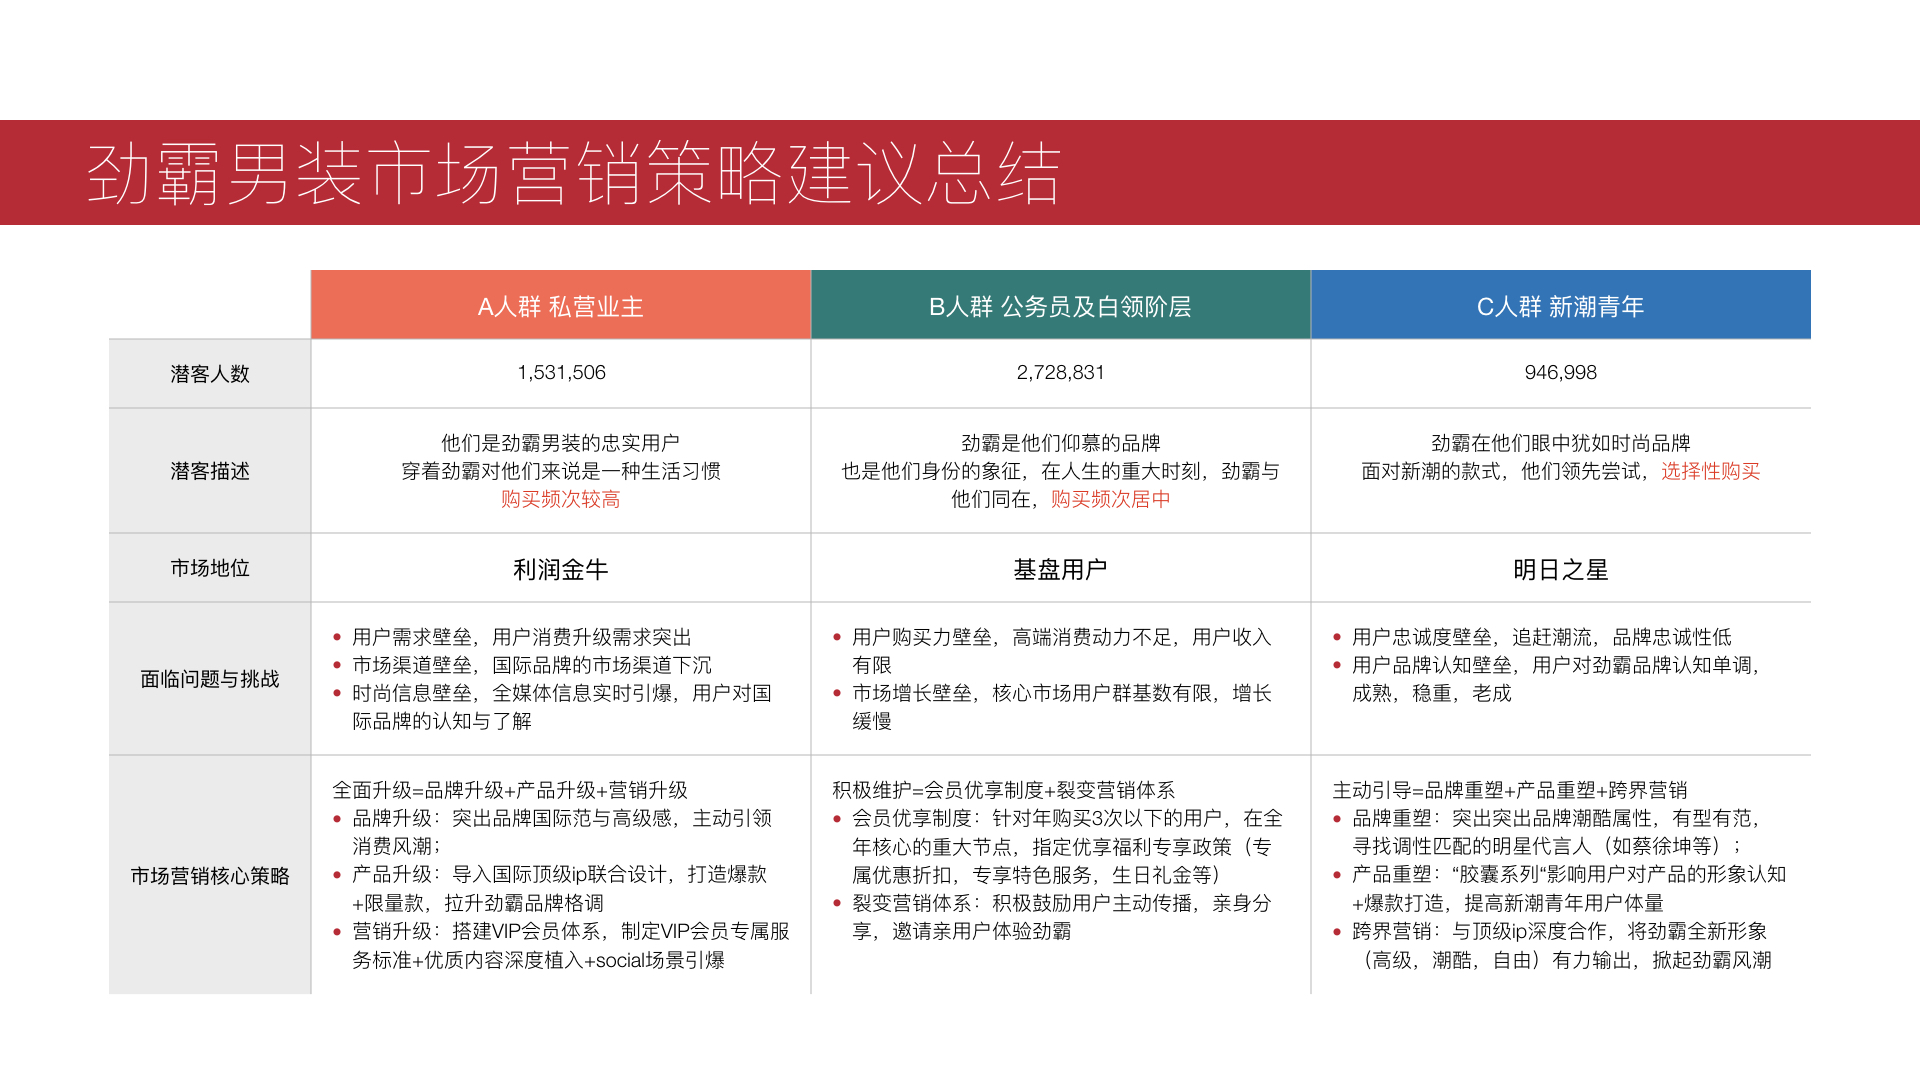 劲霸男装市场营销策略建议总结
A人群 私营业主
B人群 公务员及白领阶层
C人群 新潮青年
潜客人数
1,531,506
2,728,831
946,998
潜客描述
他们是劲霸男装的忠实用户
穿着劲霸对他们来说是一种生活习惯
购买频次较高
劲霸是他们仰慕的品牌
也是他们身份的象征，在人生的重大时刻，劲霸与
他们同在，购买频次居中
劲霸在他们眼中犹如时尚品牌
面对新潮的款式，他们领先尝试，选择性购买
市场地位
利润金牛
基盘用户
明日之星
面临问题与挑战
• 用户需求壁垒，用户消费升级需求突出
• 市场渠道壁垒，国际品牌的市场渠道下沉
• 时尚信息壁垒，全媒体信息实时引爆，用户对国
际品牌的认知与了解
• 用户购买力壁垒，高端消费动力不足，用户收入
有限
• 市场增长壁垒，核心市场用户群基数有限，增长
缓慢
• 用户忠诚度壁垒，追赶潮流，品牌忠诚性低
• 用户品牌认知壁垒，用户对劲霸品牌认知单调，
成熟，稳重，老成
市场营销核心策略
全面升级=品牌升级+产品升级+营销升级
• 品牌升级：突出品牌国际范与高级感，主动引领
消费风潮；
• 产品升级：导入国际顶级ip联合设计，打造爆款
+限量款，拉升劲霸品牌格调
• 营销升级：搭建VIP会员体系，制定VIP会员专属服
务标准+优质内容深度植入+social场景引爆
积极维护=会员优享制度+裂变营销体系
• 会员优享制度：针对年购买3次以下的用户，在全
年核心的重大节点，指定优享福利专享政策（专
属优惠折扣，专享特色服务，生日礼金等）
• 裂变营销体系：积极鼓励用户主动传播，亲身分
享，邀请亲用户体验劲霸
主动引导=品牌重塑+产品重塑+跨界营销
• 品牌重塑：突出突出品牌潮酷属性，有型有范，
寻找调性匹配的明星代言人（如蔡徐坤等）；
• 产品重塑：“胶囊系列“影响用户对产品的形象认知
+爆款打造，提高新潮青年用户体量
• 跨界营销：与顶级ip深度合作，将劲霸全新形象
（高级，潮酷，自由）有力输出，掀起劲霸风潮